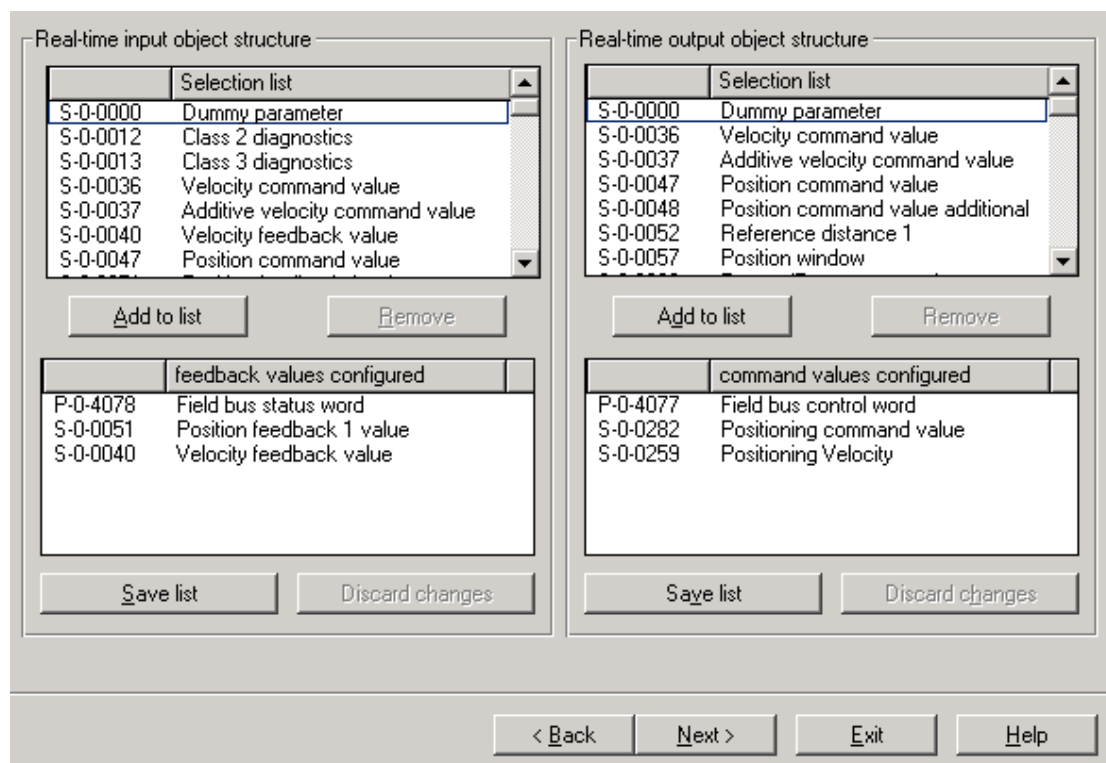 Real-time input object structure
Selection list
S-0-0000 Dummy parameter
S-0-0012 Class 2 diagnostics
S-0-0013 Class 3 diagnostics
S-0-0036 Velocity command value
S-0-0037 Additive velocity command value
S-0-0040 Velocity feedback value
S-0-0047 Position command value
Add to list Remove
feedback values configured
P-0-4078 Field bus status word
S-0-0051 Position feedback 1 value
S-0-0040 Velocity feedback value
Save list Discard changes
Real-time output object structure
Selection list
S-0-0000 Dummy parameter
S-0-0036 Velocity command value
S-0-0037 Additive velocity command value
S-0-0047 Position command value
S-0-0048 Position command value additional
S-0-0052 Reference distance 1
S-0-0057 Position window
Add to list Remove
command values configured
P-0-4077 Field bus control word
S-0-0282 Positioning command value
S-0-0259 Positioning Velocity
Save list Discard changes
< Back Next > Exit Help